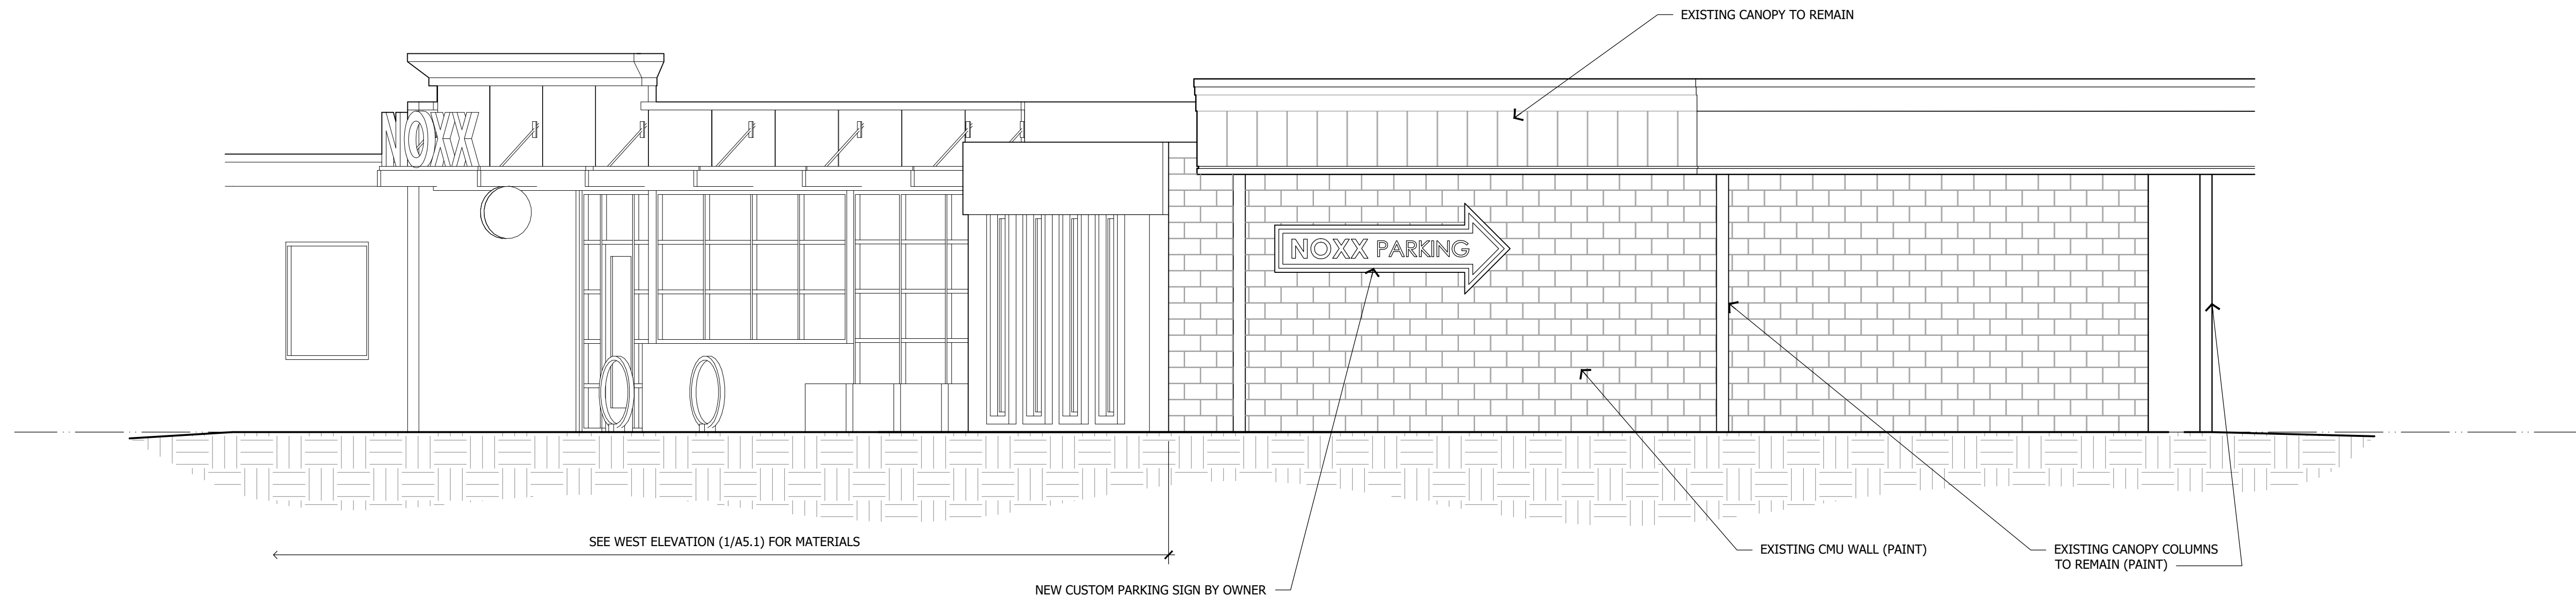 EXISTING CANOPY TO REMAIN
NOXX
NOXX PARKING
SEE WEST ELEVATION (1/A5.1) FOR MATERIALS
EXISTING CMU WALL (PAINT)
EXISTING CANOPY COLUMNS
TO REMAIN (PAINT)
NEW CUSTOM PARKING SIGN BY OWNER